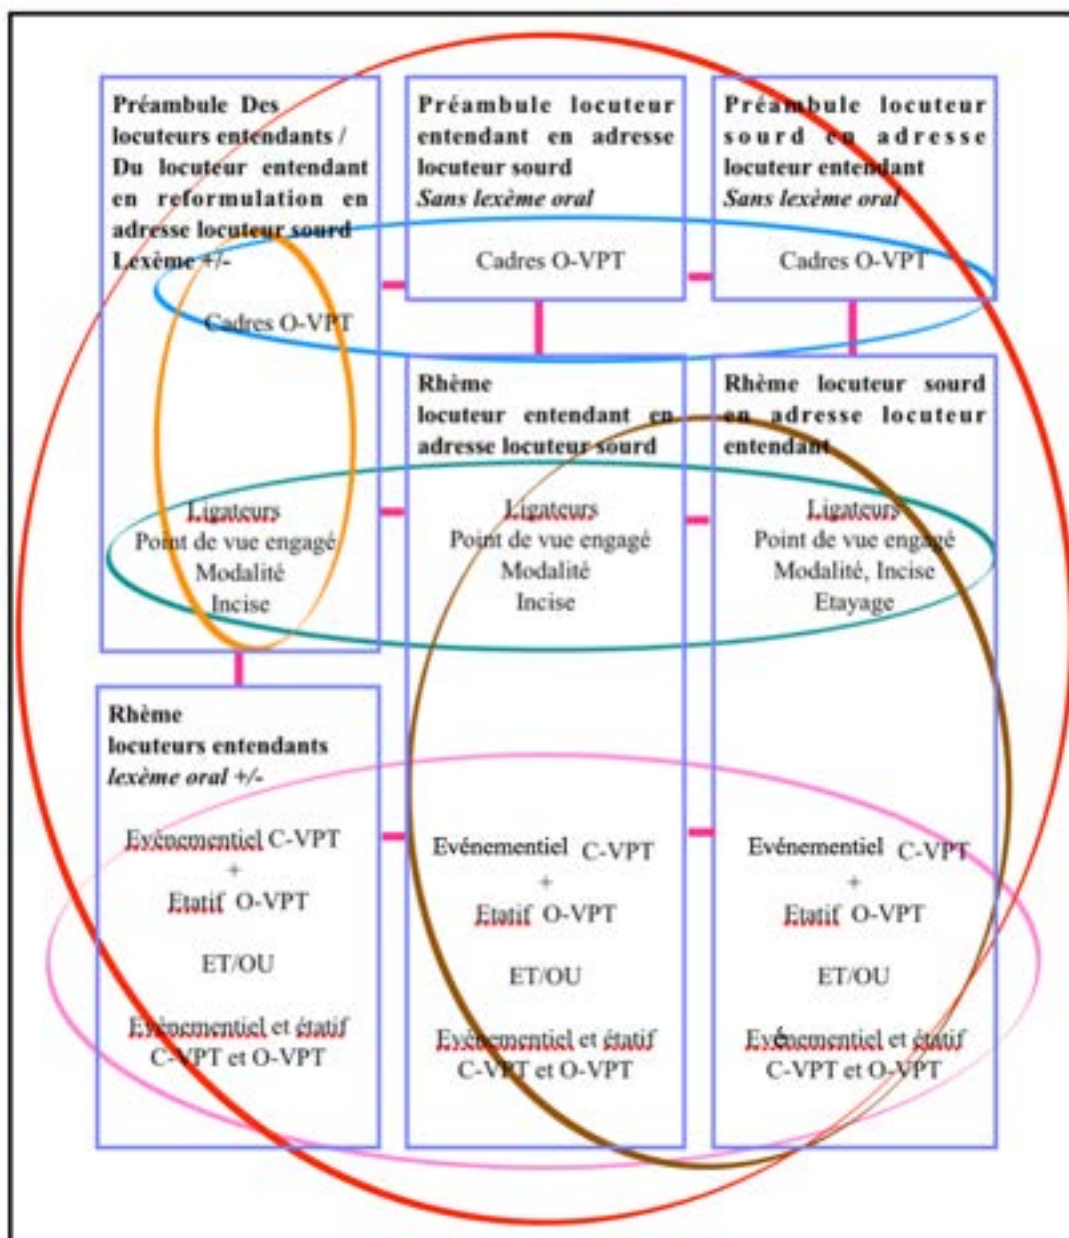 Préambule Des
locuteurs entendants /
Du locuteur entendant
en reformulation en
adresse locuteur sourd
Lexème +/-
Cadres O-VPT
Ligateurs
Point de vue engagé
Modalité
Incise
Préambule locuteur
entendant en adresse
locuteur sourd
Sans lexème oral
Cadres O-VPT
Préambule locuteur
sourd en adresse
locuteur entendant
Sans lexème oral
Cadres O-VPT
Rhème
locuteur entendant en
adresse locuteur sourd
Ligateurs
Point de vue engagé
Modalité
Incise
Evénementiel C-VPT
+
Etatif O-VPT
ET/OU
Evénementiel et étatif
C-VPT et O-VPT
Rhème locuteur sourd
en adresse locuteur
entendant
Ligateurs
Point de vue engagé
Modalité, Incise
Etayage
Evénementiel C-VPT
+
Etatif O-VPT
ET/OU
Evénementiel et étatif
C-VPT et O-VPT
Rhème
locuteurs entendants
lexème oral +/-
Evénementiel C-VPT
+
Etatif O-VPT
ET/OU
Evénementiel et étatif
C-VPT et O-VPT